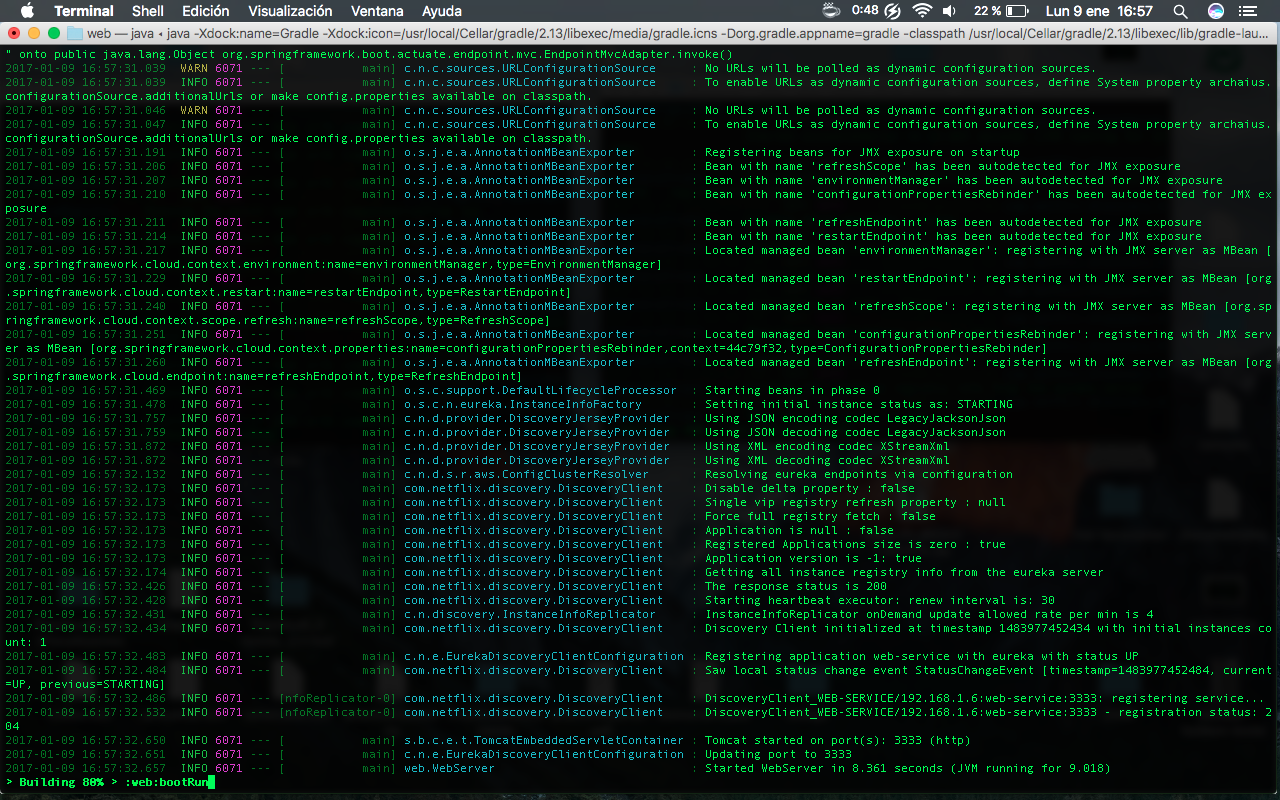 Terminal Shell Edición Visualización Ventana Ayuda 0:48 22 % Lun 9 ene 16:57
web — java ‹ java -Xdock:name=Gradle -Xdock:icon=/usr/local/Cellar/gradle/2.13/libexec/media/gradle.icns -Dorg.gradle.appname=gradle -classpath /usr/local/Cellar/gradle/2.13/libexec/lib/gradle-lau...
" onto public java.lang.Object org.springframework.boot.actuate.endpoint.mvc.EndpointMvcAdapter.invoke()
2017-01-09 16:57:31.039  WARN 6071 --- [           main] c.n.c.sources.URLConfigurationSource     : No URLs will be polled as dynamic configuration sources.
2017-01-09 16:57:31.039  INFO 6071 --- [           main] c.n.c.sources.URLConfigurationSource     : To enable URLs as dynamic configuration sources, define System property archaius.
configurationSource.additionalUrls or make config.properties available on classpath.
2017-01-09 16:57:31.046  WARN 6071 --- [           main] c.n.c.sources.URLConfigurationSource     : No URLs will be polled as dynamic configuration sources.
2017-01-09 16:57:31.047  INFO 6071 --- [           main] c.n.c.sources.URLConfigurationSource     : To enable URLs as dynamic configuration sources, define System property archaius.
configurationSource.additionalUrls or make config.properties available on classpath.
2017-01-09 16:57:31.191  INFO 6071 --- [           main] o.s.j.e.a.AnnotationMBeanExporter        : Registering beans for JMX exposure on startup
2017-01-09 16:57:31.206  INFO 6071 --- [           main] o.s.j.e.a.AnnotationMBeanExporter        : Bean with name 'refreshScope' has been autodetected for JMX exposure
2017-01-09 16:57:31.207  INFO 6071 --- [           main] o.s.j.e.a.AnnotationMBeanExporter        : Bean with name 'environmentManager' has been autodetected for JMX exposure
2017-01-09 16:57:31.210  INFO 6071 --- [           main] o.s.j.e.a.AnnotationMBeanExporter        : Bean with name 'configurationPropertiesRebinder' has been autodetected for JMX ex
posure
2017-01-09 16:57:31.211  INFO 6071 --- [           main] o.s.j.e.a.AnnotationMBeanExporter        : Bean with name 'refreshEndpoint' has been autodetected for JMX exposure
2017-01-09 16:57:31.214  INFO 6071 --- [           main] o.s.j.e.a.AnnotationMBeanExporter        : Bean with name 'restartEndpoint' has been autodetected for JMX exposure
2017-01-09 16:57:31.217  INFO 6071 --- [           main] o.s.j.e.a.AnnotationMBeanExporter        : Located managed bean 'environmentManager': registering with JMX server as MBean [
org.springframework.cloud.context.environment:name=environmentManager,type=EnvironmentManager]
2017-01-09 16:57:31.229  INFO 6071 --- [           main] o.s.j.e.a.AnnotationMBeanExporter        : Located managed bean 'restartEndpoint': registering with JMX server as MBean [org
.springframework.cloud.context.restart:name=restartEndpoint,type=RestartEndpoint]
2017-01-09 16:57:31.240  INFO 6071 --- [           main] o.s.j.e.a.AnnotationMBeanExporter        : Located managed bean 'refreshScope': registering with JMX server as MBean [org.sp
ringframework.cloud.context.scope.refresh:name=refreshScope,type=RefreshScope]
2017-01-09 16:57:31.251  INFO 6071 --- [           main] o.s.j.e.a.AnnotationMBeanExporter        : Located managed bean 'configurationPropertiesRebinder': registering with JMX serv
er as MBean [org.springframework.cloud.context.properties:name=configurationPropertiesRebinder,context=44c79f32,type=ConfigurationPropertiesRebinder]
2017-01-09 16:57:31.260  INFO 6071 --- [           main] o.s.j.e.a.AnnotationMBeanExporter        : Located managed bean 'refreshEndpoint': registering with JMX server as MBean [org
.springframework.cloud.endpoint:name=refreshEndpoint,type=RefreshEndpoint]
2017-01-09 16:57:31.469  INFO 6071 --- [           main] o.s.c.support.DefaultLifecycleProcessor  : Starting beans in phase 0
2017-01-09 16:57:31.478  INFO 6071 --- [           main] o.s.c.n.eureka.InstanceInfoFactory       : Setting initial instance status as: STARTING
2017-01-09 16:57:31.757  INFO 6071 --- [           main] c.n.d.provider.DiscoveryJerseyProvider   : Using JSON encoding codec LegacyJacksonJson
2017-01-09 16:57:31.759  INFO 6071 --- [           main] c.n.d.provider.DiscoveryJerseyProvider   : Using JSON decoding codec LegacyJacksonJson
2017-01-09 16:57:31.872  INFO 6071 --- [           main] c.n.d.provider.DiscoveryJerseyProvider   : Using XML encoding codec XStreamXml
2017-01-09 16:57:31.872  INFO 6071 --- [           main] c.n.d.provider.DiscoveryJerseyProvider   : Using XML decoding codec XStreamXml
2017-01-09 16:57:32.132  INFO 6071 --- [           main] c.n.d.s.r.aws.ConfigClusterResolver      : Resolving eureka endpoints via configuration
2017-01-09 16:57:32.173  INFO 6071 --- [           main] com.netflix.discovery.DiscoveryClient    : Disable delta property : false
2017-01-09 16:57:32.173  INFO 6071 --- [           main] com.netflix.discovery.DiscoveryClient    : Single vip registry refresh property : null
2017-01-09 16:57:32.173  INFO 6071 --- [           main] com.netflix.discovery.DiscoveryClient    : Force full registry fetch : false
2017-01-09 16:57:32.173  INFO 6071 --- [           main] com.netflix.discovery.DiscoveryClient    : Application is null : false
2017-01-09 16:57:32.173  INFO 6071 --- [           main] com.netflix.discovery.DiscoveryClient    : Registered Applications size is zero : true
2017-01-09 16:57:32.173  INFO 6071 --- [           main] com.netflix.discovery.DiscoveryClient    : Application version is -1: true
2017-01-09 16:57:32.174  INFO 6071 --- [           main] com.netflix.discovery.DiscoveryClient    : Getting all instance registry info from the eureka server
2017-01-09 16:57:32.426  INFO 6071 --- [           main] com.netflix.discovery.DiscoveryClient    : The response status is 200
2017-01-09 16:57:32.428  INFO 6071 --- [           main] com.netflix.discovery.DiscoveryClient    : Starting heartbeat executor: renew interval is: 30
2017-01-09 16:57:32.431  INFO 6071 --- [           main] c.n.discovery.InstanceInfoReplicator     : InstanceInfoReplicator onDemand update allowed rate per min is 4
2017-01-09 16:57:32.434  INFO 6071 --- [           main] com.netflix.discovery.DiscoveryClient    : Discovery Client initialized at timestamp 1483977452434 with initial instances co
unt: 1
2017-01-09 16:57:32.483  INFO 6071 --- [           main] c.n.e.EurekaDiscoveryClientConfiguration : Registering application web-service with eureka with status UP
2017-01-09 16:57:32.484  INFO 6071 --- [           main] com.netflix.discovery.DiscoveryClient    : Saw local status change event StatusChangeEvent [timestamp=1483977452484, current
=UP, previous=STARTING]
2017-01-09 16:57:32.486  INFO 6071 --- [nfoReplicator-0] com.netflix.discovery.DiscoveryClient    : DiscoveryClient_WEB-SERVICE/192.168.1.6:web-service:3333: registering service...
2017-01-09 16:57:32.532  INFO 6071 --- [nfoReplicator-0] com.netflix.discovery.DiscoveryClient    : DiscoveryClient_WEB-SERVICE/192.168.1.6:web-service:3333 - registration status: 2
04
2017-01-09 16:57:32.650  INFO 6071 --- [           main] s.b.c.e.t.TomcatEmbeddedServletContainer : Tomcat started on port(s): 3333 (http)
2017-01-09 16:57:32.651  INFO 6071 --- [           main] c.n.e.EurekaDiscoveryClientConfiguration : Updating port to 3333
2017-01-09 16:57:32.657  INFO 6071 --- [           main] web.WebServer                            : Started WebServer in 8.361 seconds (JVM running for 9.018)
> Building 80% > :web:bootRun